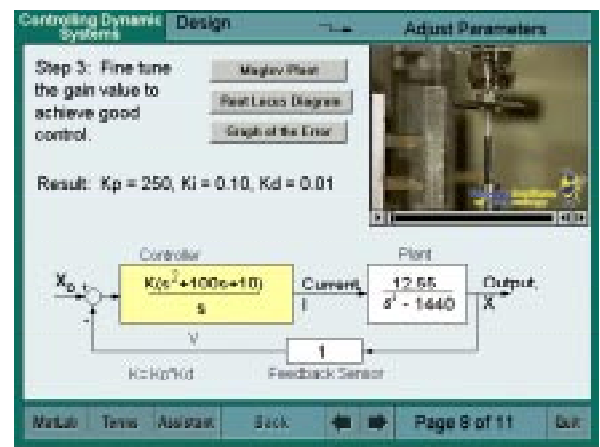 Controlling Dynamic Systems
Design
Adjust Parameters
Step 3: Fine tune
the gain value to
achieve good
control.
Maglev Plant
Root Locus Diagram
Graph of the Error
Result: Kp = 250, Ki = 0.10, Kd = 0.01
Controller
Plant
X₀ +
K(s²+100s+10)
s
Current,
I
12.55
s² - 1440
Output,
X
-
V
1
K=Kp*Kd
Feedback Sensor
MatLab
Terms
Assistant
Back
Page 8 of 11
Quit